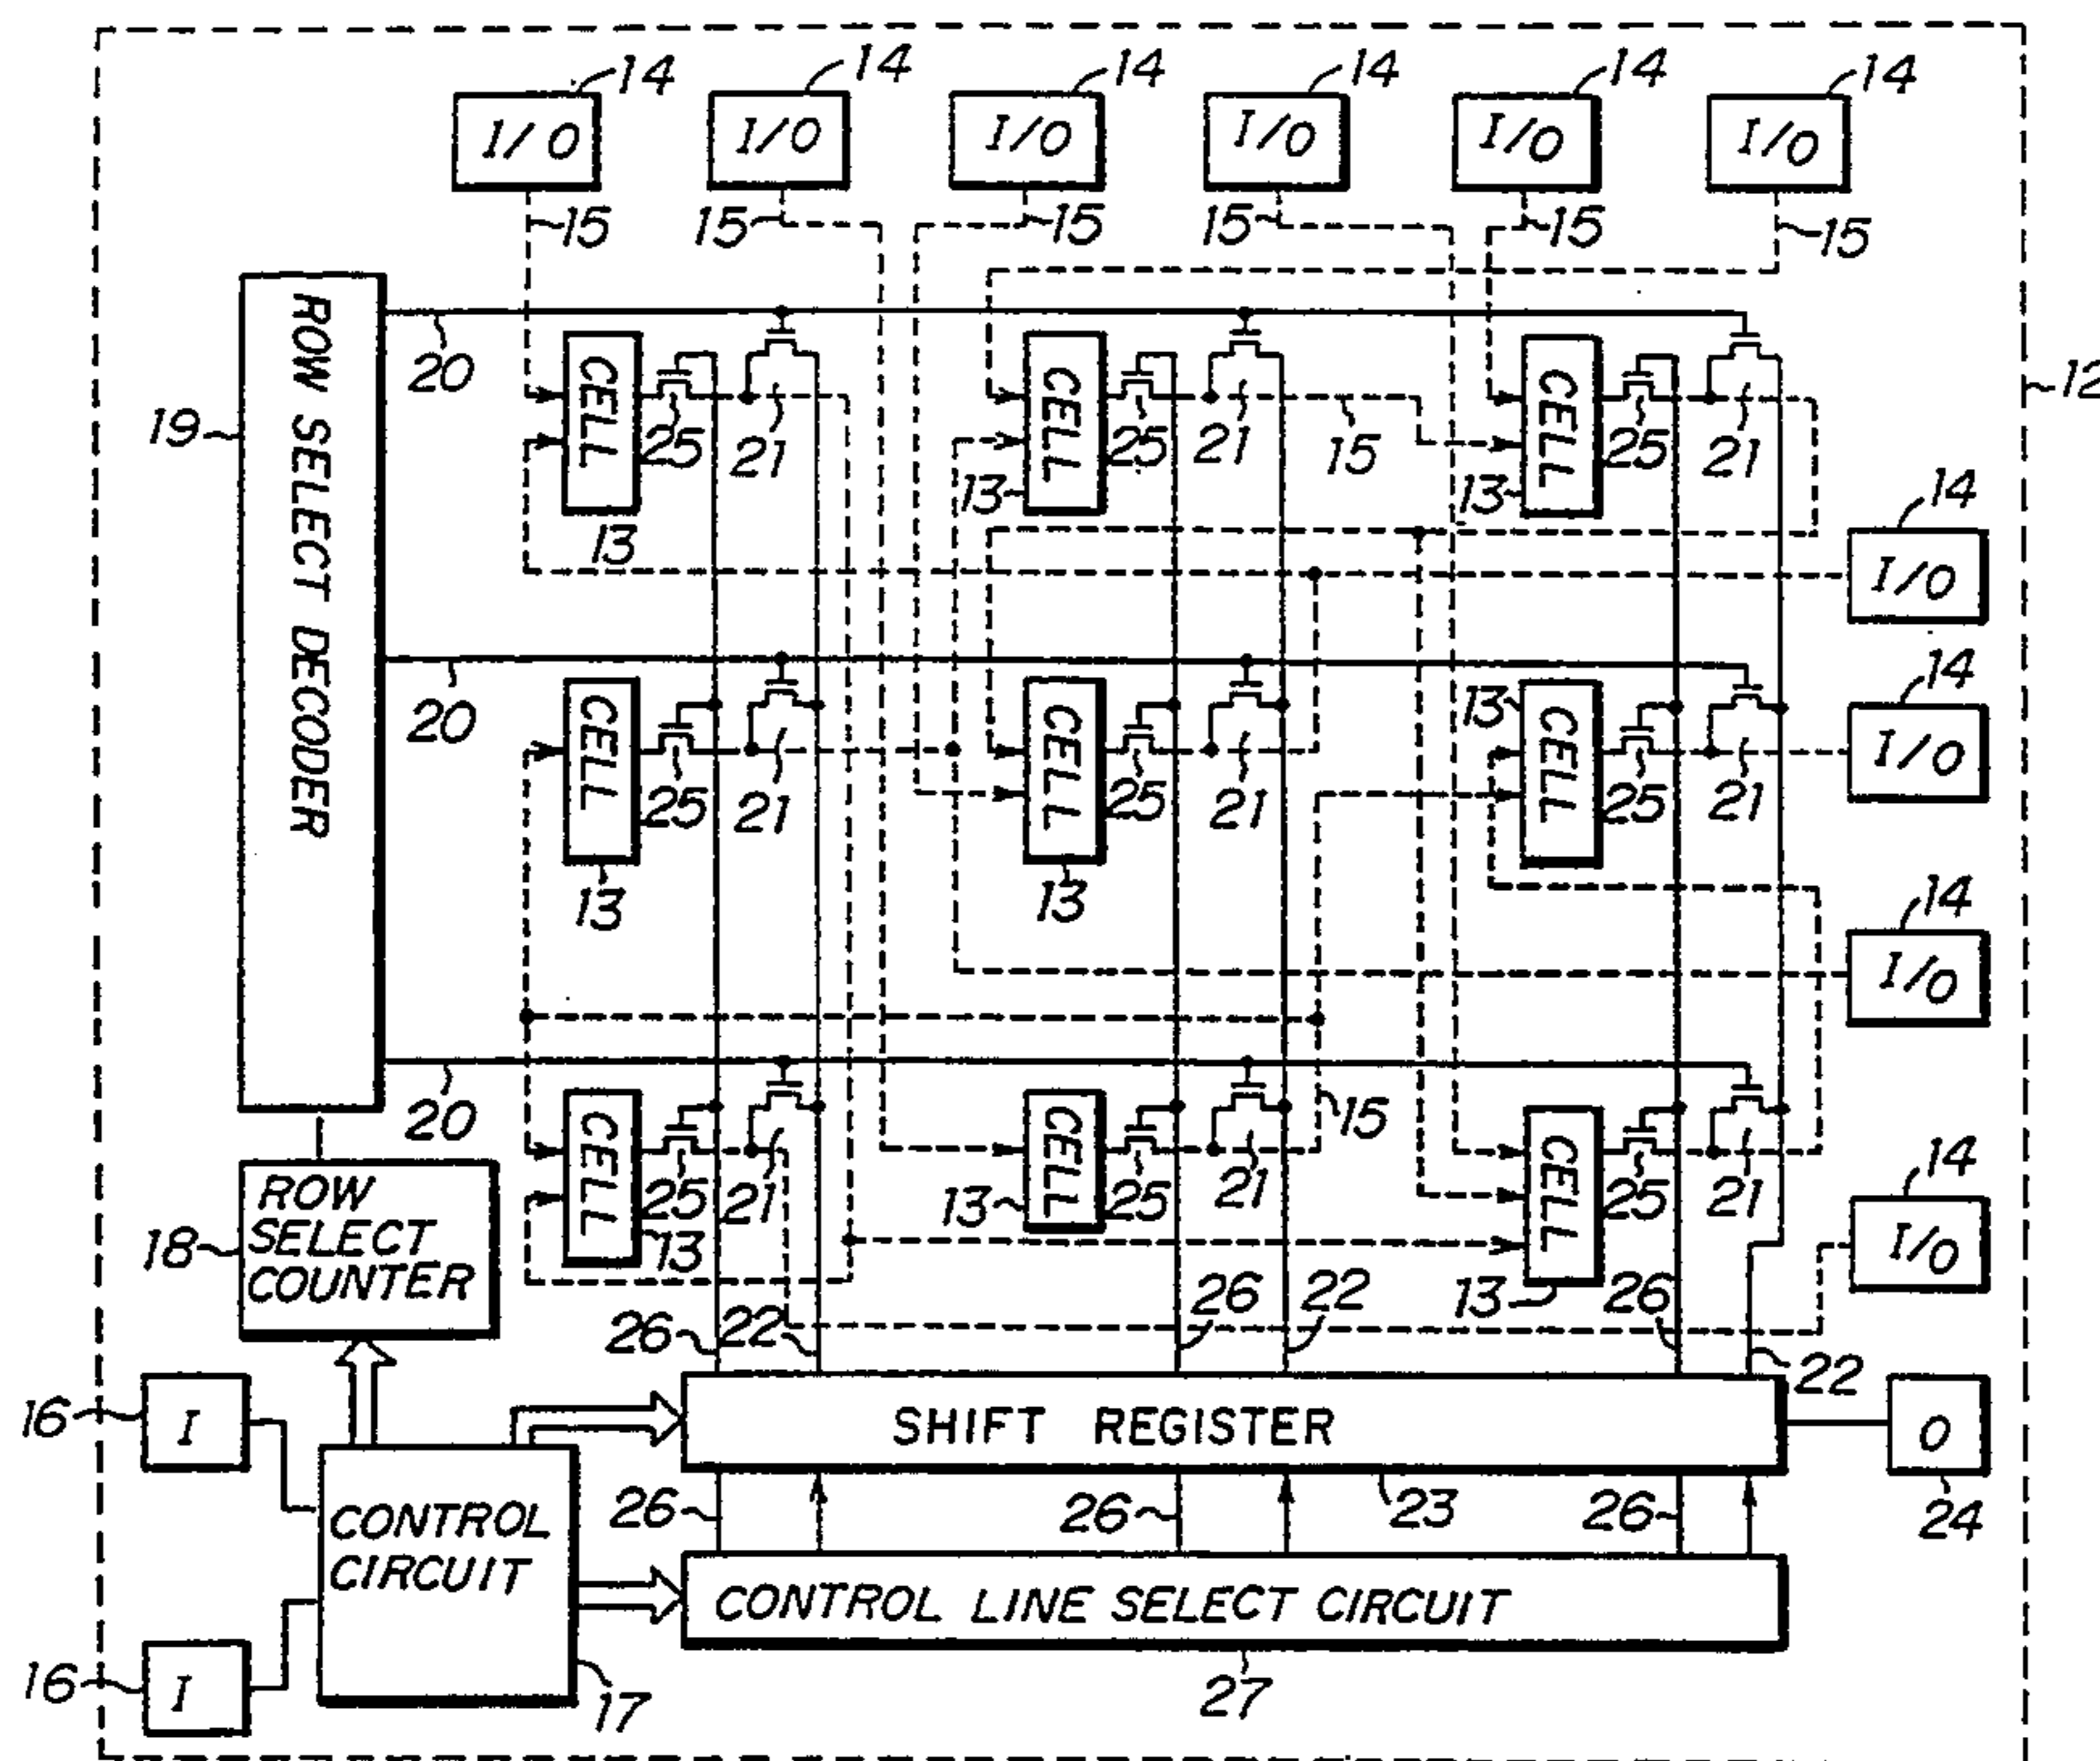 14 14 14 14 14 14
I/O I/O I/O I/O I/O I/O
15 15 15 15 15 15
ROW SELECT DECODER
19
20
12
CELL 25 21 CELL 25 21 15 CELL 25 21
13 13 13
14
I/O
20
14
I/O
CELL 25 21 CELL 25 21 13 CELL 25 21
13 13
14
I/O
20
15
14
I/O
CELL 25 21 13 CELL 25 21 CELL 25 21
13 13
18
ROW
SELECT
COUNTER
26 22 26 22 26 22
16 I
SHIFT REGISTER
O
24
CONTROL
CIRCUIT
26 26 23 26
CONTROL LINE SELECT CIRCUIT
16 I
17
27